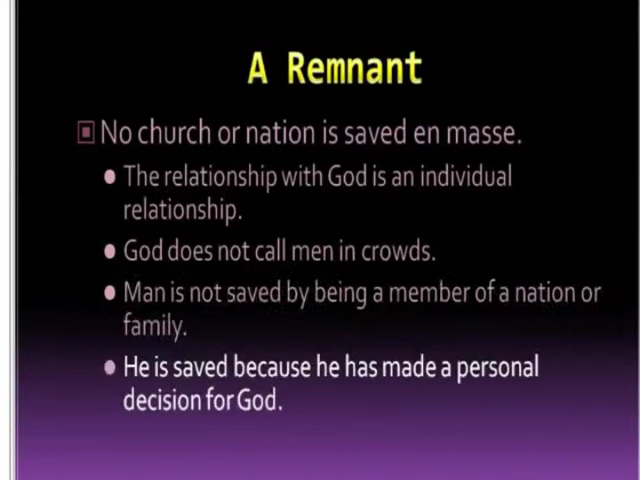 A Remnant
No church or nation is saved en masse.
The relationship with God is an individual
relationship.
God does not call men in crowds.
Man is not saved by being a member of a nation or
family.
He is saved because he has made a personal
decision for God.